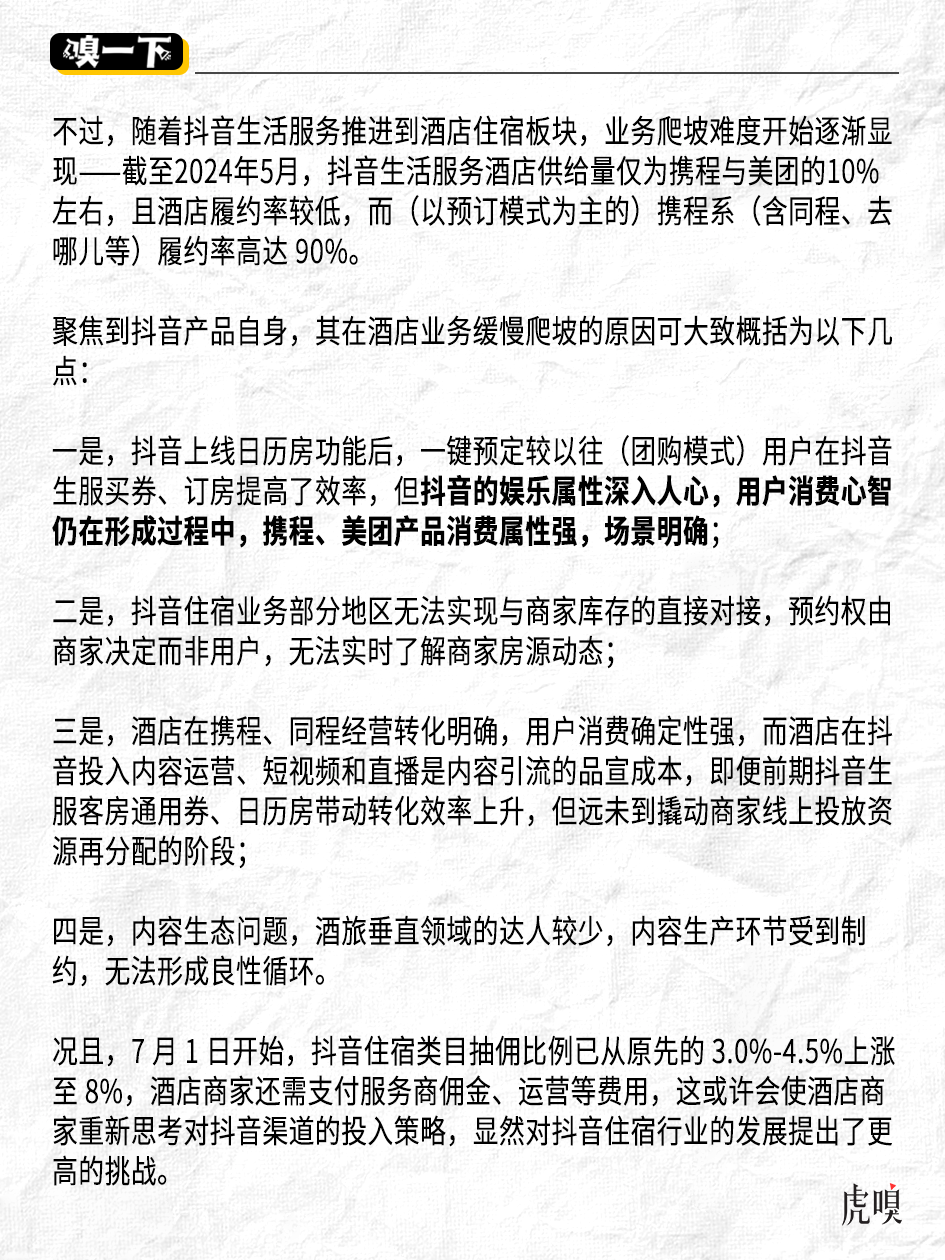 嗅一下
不过，随着抖音生活服务推进到酒店住宿板块，业务爬坡难度开始逐渐显
现——截至2024年5月，抖音生活服务酒店供给量仅为携程与美团的10%
左右，且酒店履约率较低，而（以预订模式为主的）携程系（含同程、去
哪儿等）履约率高达 90%。
聚焦到抖音产品自身，其在酒店业务缓慢爬坡的原因可大致概括为以下几
点：
一是，抖音上线日历房功能后，一键预定较以往（团购模式）用户在抖音
生服买券、订房提高了效率，但抖音的娱乐属性深入人心，用户消费心智
仍在形成过程中，携程、美团产品消费属性强，场景明确；
二是，抖音住宿业务部分地区无法实现与商家库存的直接对接，预约权由
商家决定而非用户，无法实时了解商家房源动态；
三是，酒店在携程、同程经营转化明确，用户消费确定性强，而酒店在抖
音投入内容运营、短视频和直播是内容引流的品宣成本，即便前期抖音生
服客房通用券、日历房带动转化效率上升，但远未到撬动商家线上投放资
源再分配的阶段；
四是，内容生态问题，酒旅垂直领域的达人较少，内容生产环节受到制
约，无法形成良性循环。
况且，7 月 1 日开始，抖音住宿类目抽佣比例已从原先的 3.0%-4.5%上涨
至 8%，酒店商家还需支付服务商佣金、运营等费用，这或许会使酒店商
家重新思考对抖音渠道的投入策略，显然对抖音住宿行业的发展提出了更
高的挑战。
虎嗅